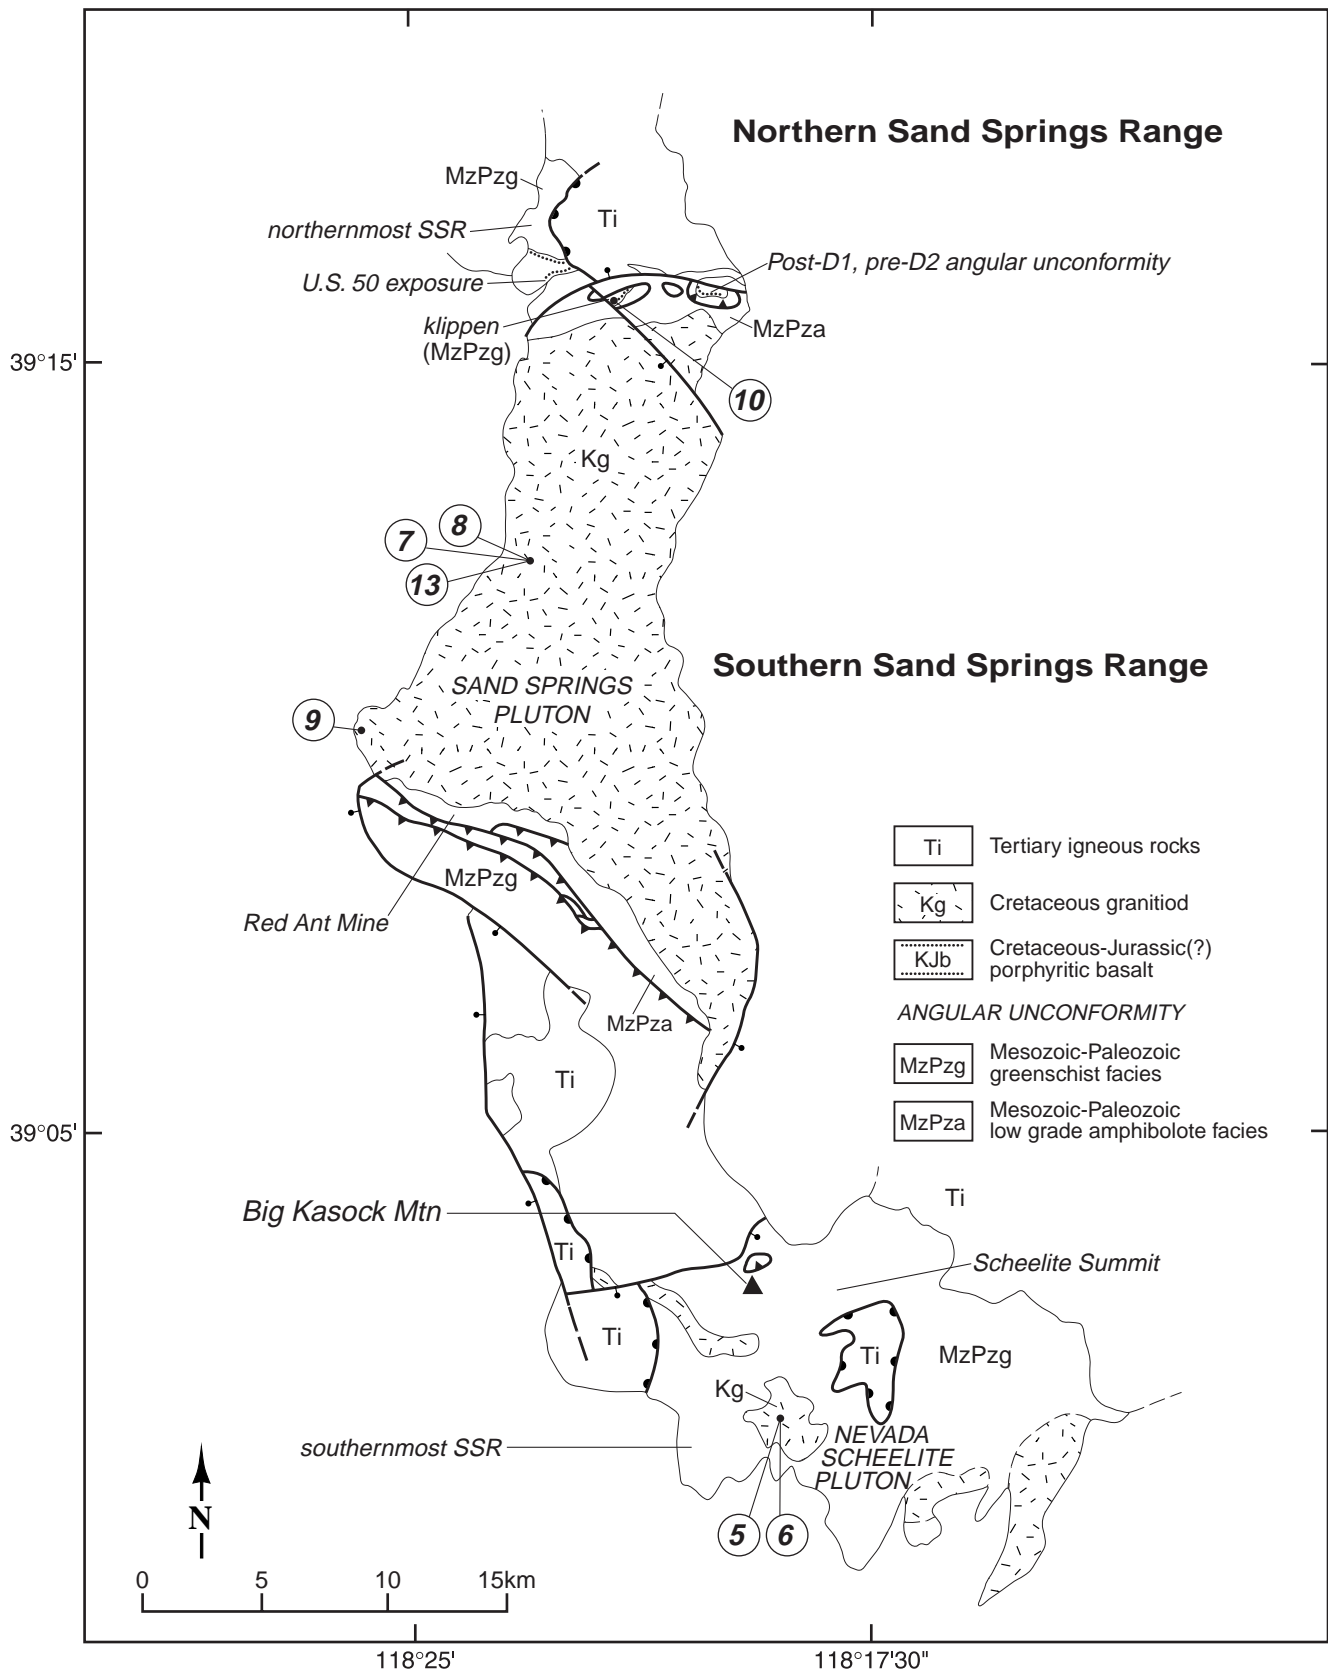 Northern Sand Springs Range
MzPzg
Ti
northernmost SSR
Post-D1, pre-D2 angular unconformity
U.S. 50 exposure
klippen
(MzPzg)
MzPza
39°15'
10
Kg
8
7
13
Southern Sand Springs Range
SAND SPRINGS
PLUTON
9
Ti
Tertiary igneous rocks
MzPzg
Kg
Cretaceous granitiod
Red Ant Mine
KJb
Cretaceous-Jurassic(?)
porphyritic basalt
ANGULAR UNCONFORMITY
MzPza
MzPzg
Mesozoic-Paleozoic
greenschist facies
Ti
MzPza
Mesozoic-Paleozoic
low grade amphibolote facies
39°05'
Ti
Big Kasock Mtn
Ti
Scheelite Summit
Ti
Ti
MzPzg
Kg
NEVADA
SCHEELITE
PLUTON
southernmost SSR
N
5
6
0 5 10 15km
118°25' 118°17'30"